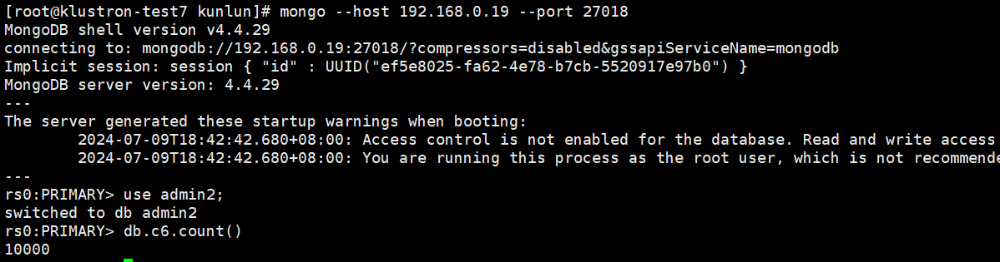 [root@klustron-test7 kunlun]# mongo --host 192.168.0.19 --port 27018
MongoDB shell version v4.4.29
connecting to: mongodb://192.168.0.19:27018/?compressors=disabled&gssapiServiceName=mongodb
Implicit session: session { "id" : UUID("ef5e8025-fa62-4e78-b7cb-5520917e97b0") }
MongoDB server version: 4.4.29
---
The server generated these startup warnings when booting:
        2024-07-09T18:42:42.680+08:00: Access control is not enabled for the database. Read and write access
        2024-07-09T18:42:42.680+08:00: You are running this process as the root user, which is not recommende
---
rs0:PRIMARY> use admin2;
switched to db admin2
rs0:PRIMARY> db.c6.count()
10000